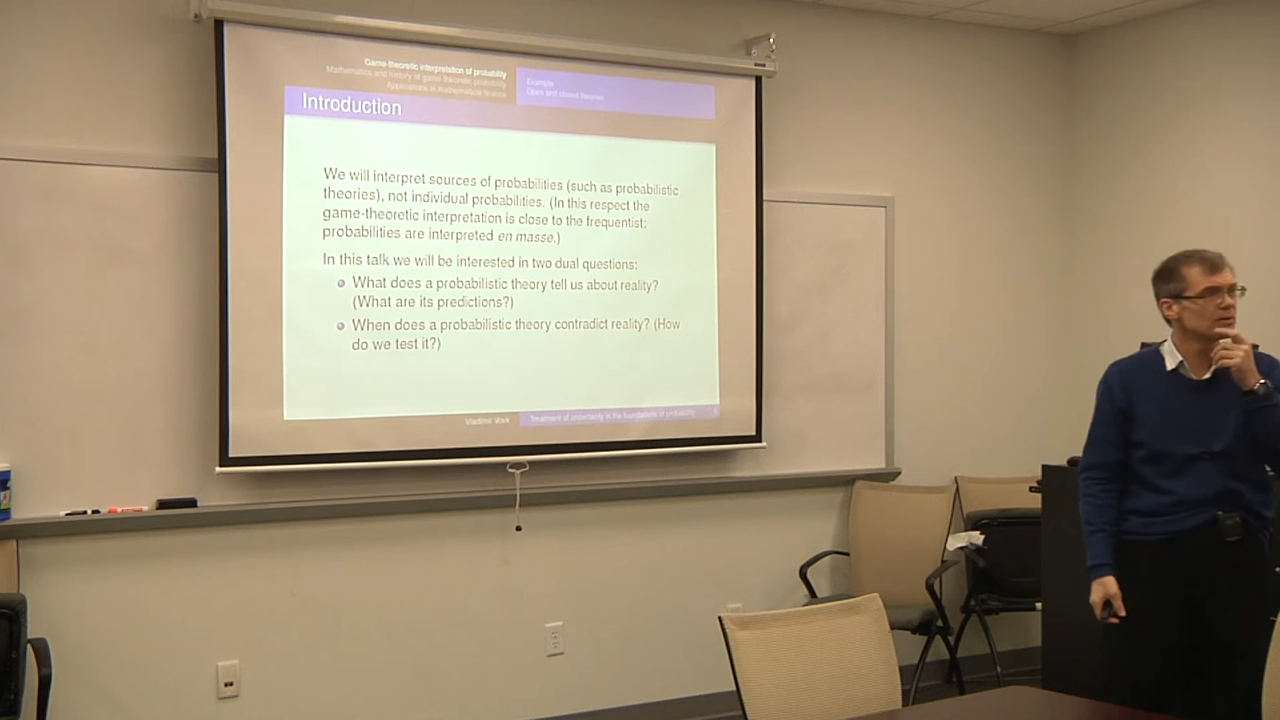 Game-theoretic interpretation of probability
Mathematics and history of game-theoretic probability
Applications in mathematical finance
Example
Open and closed theories
Introduction
We will interpret sources of probabilities (such as probabilistic
theories), not individual probabilities. (In this respect the
game-theoretic interpretation is close to the frequentist:
probabilities are interpreted en masse.)
In this talk we will be interested in two dual questions:
What does a probabilistic theory tell us about reality?
(What are its predictions?)
When does a probabilistic theory contradict reality? (How
do we test it?)
Vladimir Vovk
Treatment of uncertainty in the foundations of probability